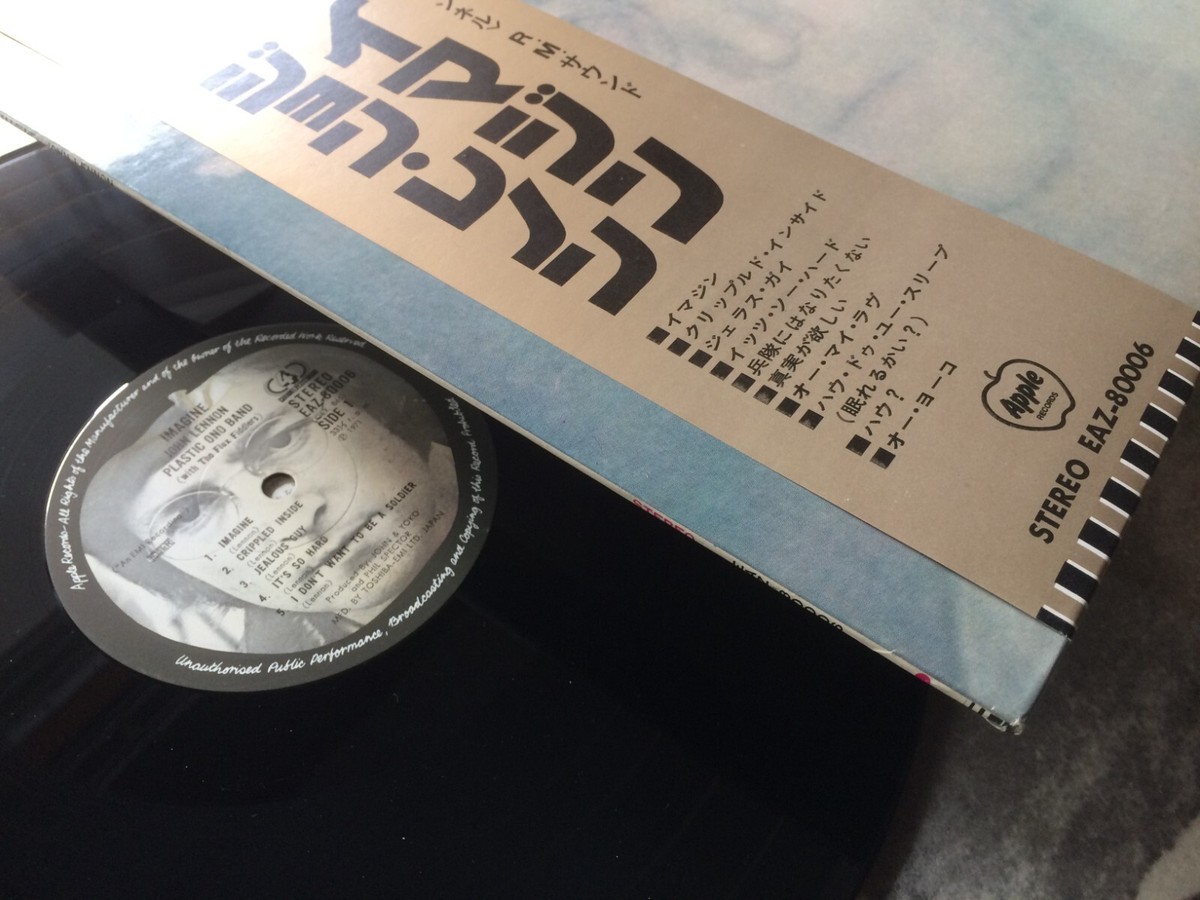 イマジン
ジョン・レノン
R.M.サウンド
■イマジン
■クリップルド・インサイド
■ジェラス・ガイ
■イッツ・ソー・ハード
■兵隊にはなりたくない
■真実が欲しい
■オー・マイ・ラヴ
■ハウ・ドゥ・ユー・スリープ
(眠れるかい?)
■ハウ?
■オー・ヨーコ
Apple
RECORDS
STEREO EAZ-80006
STEREO
Apple Records-All Rights of the Manufacturer and of the Owner of the Recorded Work Reserved
Unauthorised Public Performance, Broadcasting and Copying of this Record Prohibited
IMAGINE
JOHN LENNON
PLASTIC ONO BAND
(with The Flux Fiddlers)
STEREO
EAZ-80006
SIDE 1
33⅓
Ⓟ 1971
1. IMAGINE
(Lennon)
2. CRIPPLED INSIDE
(Lennon)
3. JEALOUS GUY
(Lennon)
4. IT'S SO HARD
(Lennon)
5. I DON'T WANT TO BE A SOLDIER
(Lennon)
Produced by JOHN & YOKO
and PHIL SPECTOR
MF'D. BY TOSHIBA-EMI LTD. JAPAN